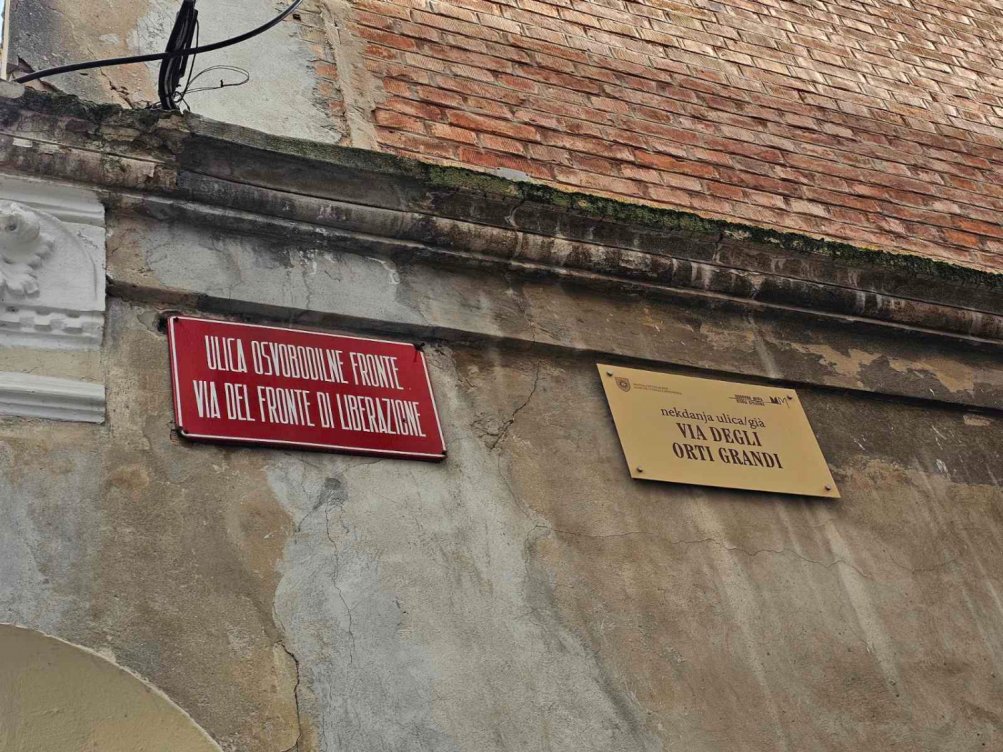 ULICA OSVOBODILNE FRONTE
VIA DEL FRONTE DI LIBERAZIONE
nekdanja ulica/già
VIA DEGLI
ORTI GRANDI